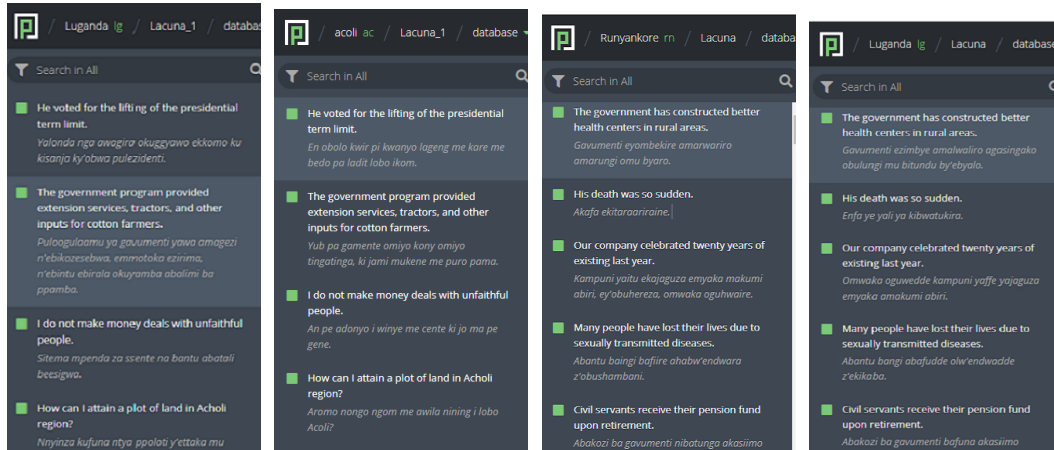 Luganda lg / Lacuna_1 / databas
Search in All
He voted for the lifting of the presidential
term limit.
Yalonda nga awagira okuggyawo ekkomo ku
kisanja ky'obwa pulezidenti.
The government program provided
extension services, tractors, and other
inputs for cotton farmers.
Puloogulaamu ya gavumenti yawa amagezi
n'ebikozesebwa, emmotoka ezirima,
n'ebintu ebirala okuyamba abalimi ba
ppamba.
I do not make money deals with unfaithful
people.
Sitema mpenda za ssente na bantu abatali
beesigwa.
How can I attain a plot of land in Acholi
region?
Nnyinza kufuna ntya ppolati y'ettaka mu
acoli ac / Lacuna_1 / database
Search in All
He voted for the lifting of the presidential
term limit.
En obolo kwir pi kwanyo lageng me kare me
bedo pa ladit lobo ikom.
The government program provided
extension services, tractors, and other
inputs for cotton farmers.
Yub pa gamente omiyo kony omiyo
tingatinga, ki jami mukene me puro pama.
I do not make money deals with unfaithful
people.
An pe adonyo i winye me cente ki jo ma pe
gene.
How can I attain a plot of land in Acholi
region?
Aromo nongo ngom me awila nining i lobo
Acoli?
Runyankore rn / Lacuna / databa
Search in All
The government has constructed better
health centers in rural areas.
Gavumenti eyombekire amarwariro
amarungi omu byaro.
His death was so sudden.
Akafa ekitaraariraine.
Our company celebrated twenty years of
existing last year.
Kampuni yaitu ekajaguza emyaka makumi
abiri, ey'obuhereza, omwaka oguhwaire.
Many people have lost their lives due to
sexually transmitted diseases.
Abantu baingi bafiire ahabw'endwara
z'obushambani.
Civil servants receive their pension fund
upon retirement.
Abakozi ba gavumenti nibatunga akasiimo
Luganda lg / Lacuna / database
Search in All
The government has constructed better
health centers in rural areas.
Gavumenti ezimbye amalwaliro agasingako
obulungi mu bitundu by'ebyalo.
His death was so sudden.
Enfa ye yali ya kibwatukira.
Our company celebrated twenty years of
existing last year.
Omwaka oguwedde kampuni yaffe yajaguza
emyaka amakumi abiri.
Many people have lost their lives due to
sexually transmitted diseases.
Abantu bangi abafudde olw'endwadde
z'ekikaba.
Civil servants receive their pension fund
upon retirement.
Abakozi ba gavumenti bafuna akasiimo